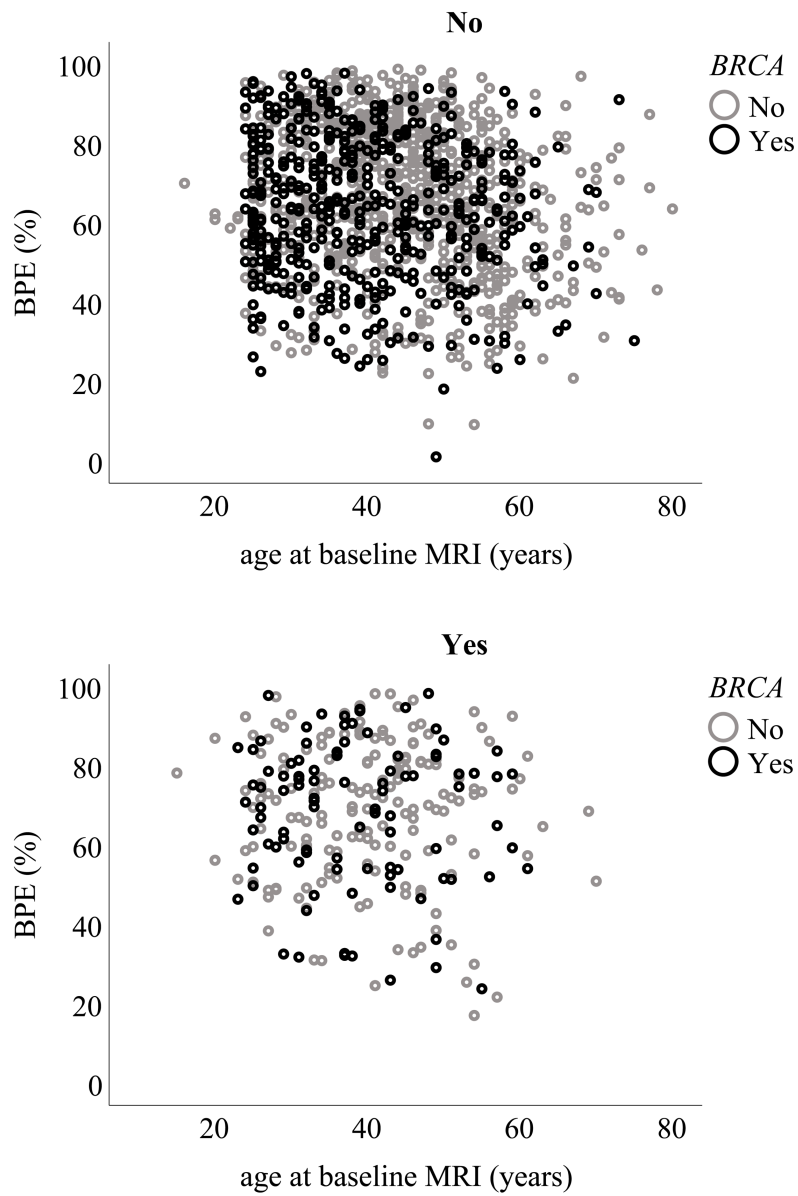 No
BRCA
No
Yes
100
80
60
40
20
0
BPE (%)
20 40 60 80
age at baseline MRI (years)
Yes
BRCA
No
Yes
100
80
60
40
20
0
BPE (%)
20 40 60 80
age at baseline MRI (years)